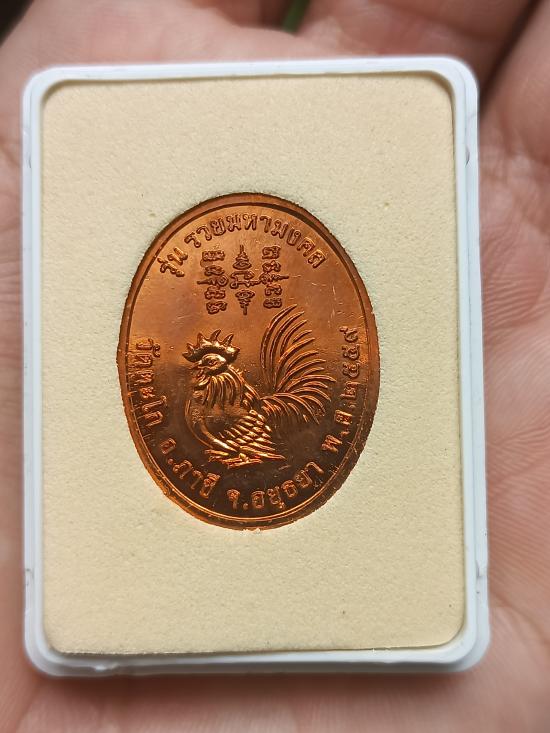 รุ่น รวยมหามงคล
วัดตะโก อ.ภาชี จ.อยุธยา พ.ศ.๒๕๕๙